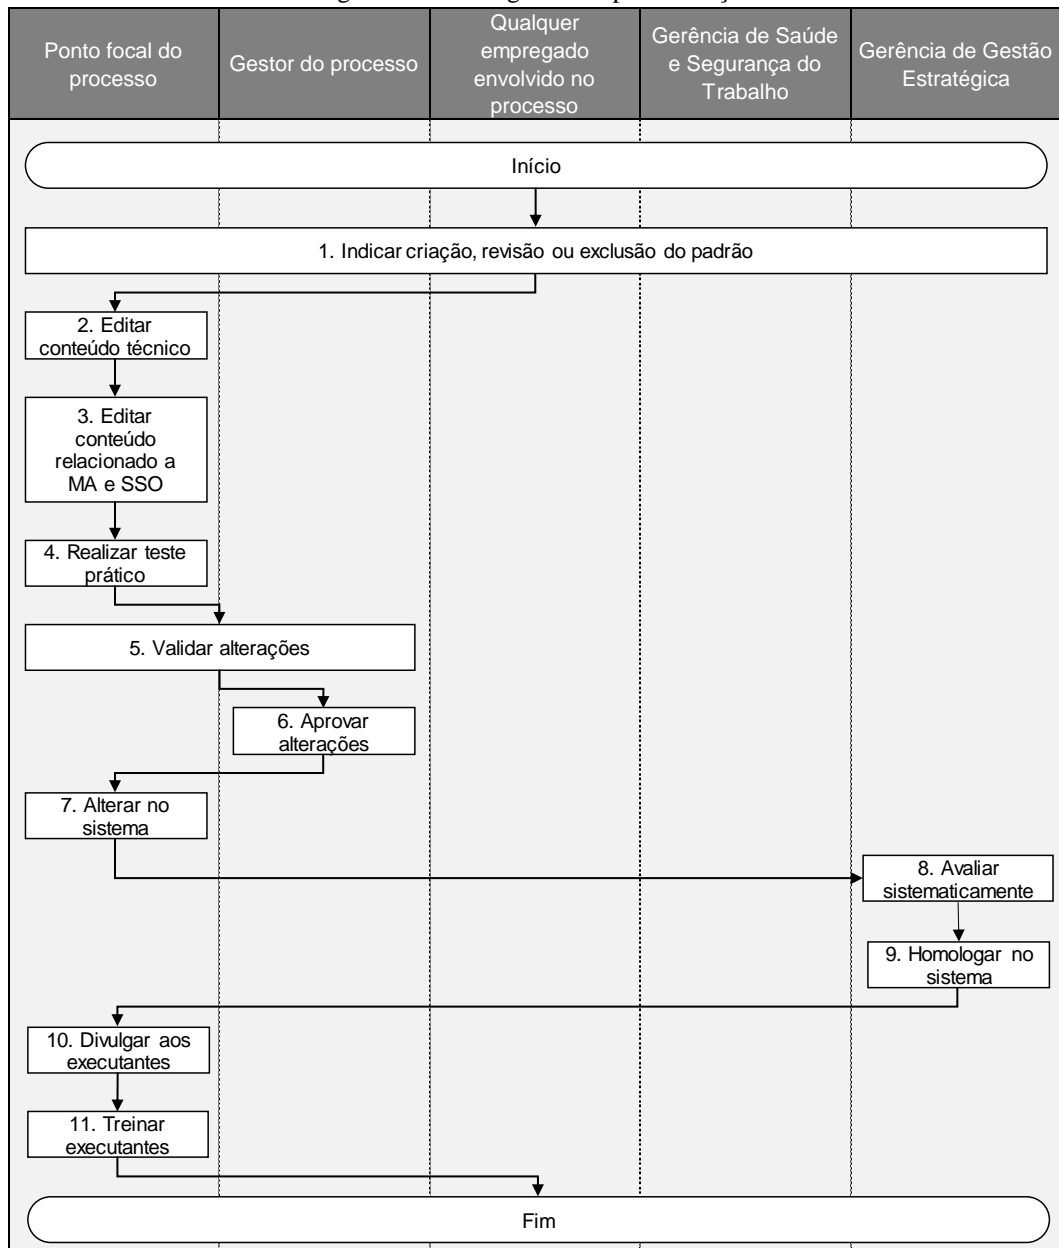 Ponto focal do
processo
Gestor do processo
Qualquer
empregado
envolvido no
processo
Gerência de Saúde
e Segurança do
Trabalho
Gerência de Gestão
Estratégica
Início
1. Indicar criação, revisão ou exclusão do padrão
2. Editar
conteúdo técnico
3. Editar
conteúdo
relacionado a
MA e SSO
4. Realizar teste
prático
5. Validar alterações
6. Aprovar
alterações
7. Alterar no
sistema
8. Avaliar
sistematicamente
9. Homologar no
sistema
10. Divulgar aos
executantes
11. Treinar
executantes
Fim